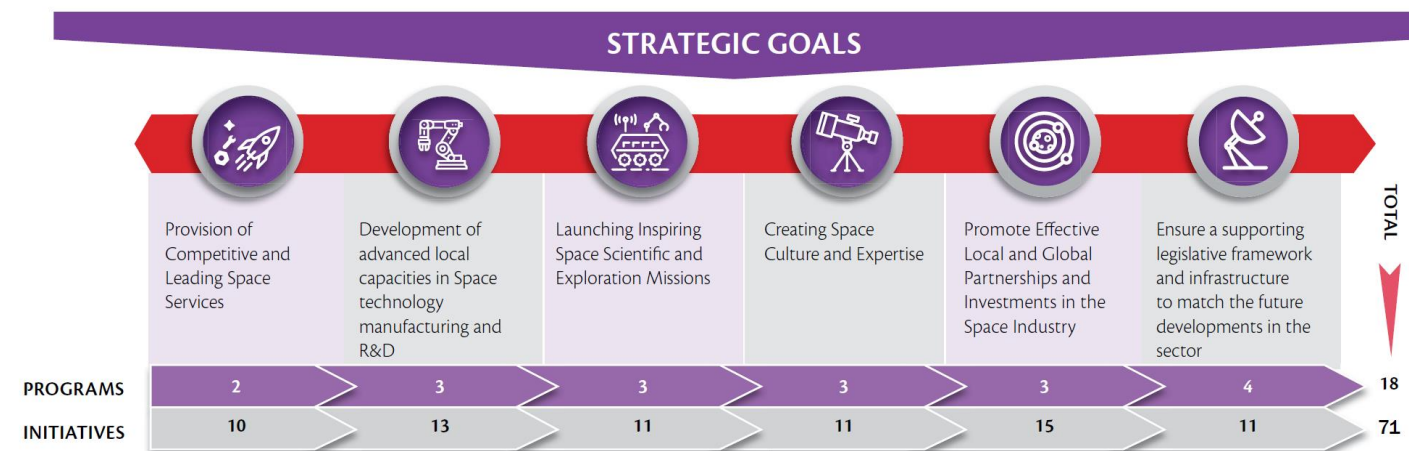 STRATEGIC GOALS
Provision of
Competitive and
Leading Space
Services
Development of
advanced local
capacities in Space
technology
manufacturing and
R&D
Launching Inspiring
Space Scientific and
Exploration Missions
Creating Space
Culture and Expertise
Promote Effective
Local and Global
Partnerships and
Investments in the
Space Industry
Ensure a supporting
legislative framework
and infrastructure
to match the future
developments in the
sector
TOTAL
PROGRAMS 2 3 3 3 3 4 18
INITIATIVES 10 13 11 11 15 11 71